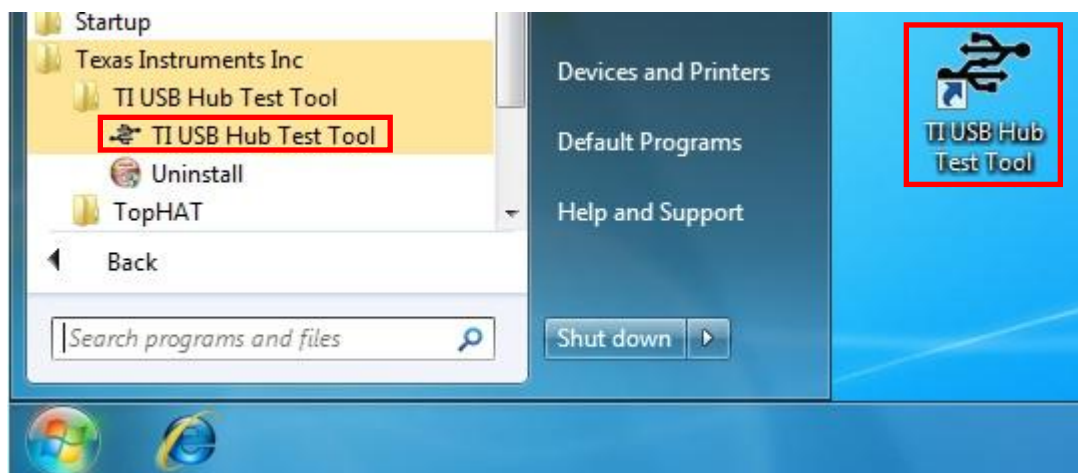 Startup
Texas Instruments Inc
TI USB Hub Test Tool
TI USB Hub Test Tool
Uninstall
TopHAT
Back
Search programs and files
Devices and Printers
Default Programs
Help and Support
Shut down
TI USB Hub
Test Tool